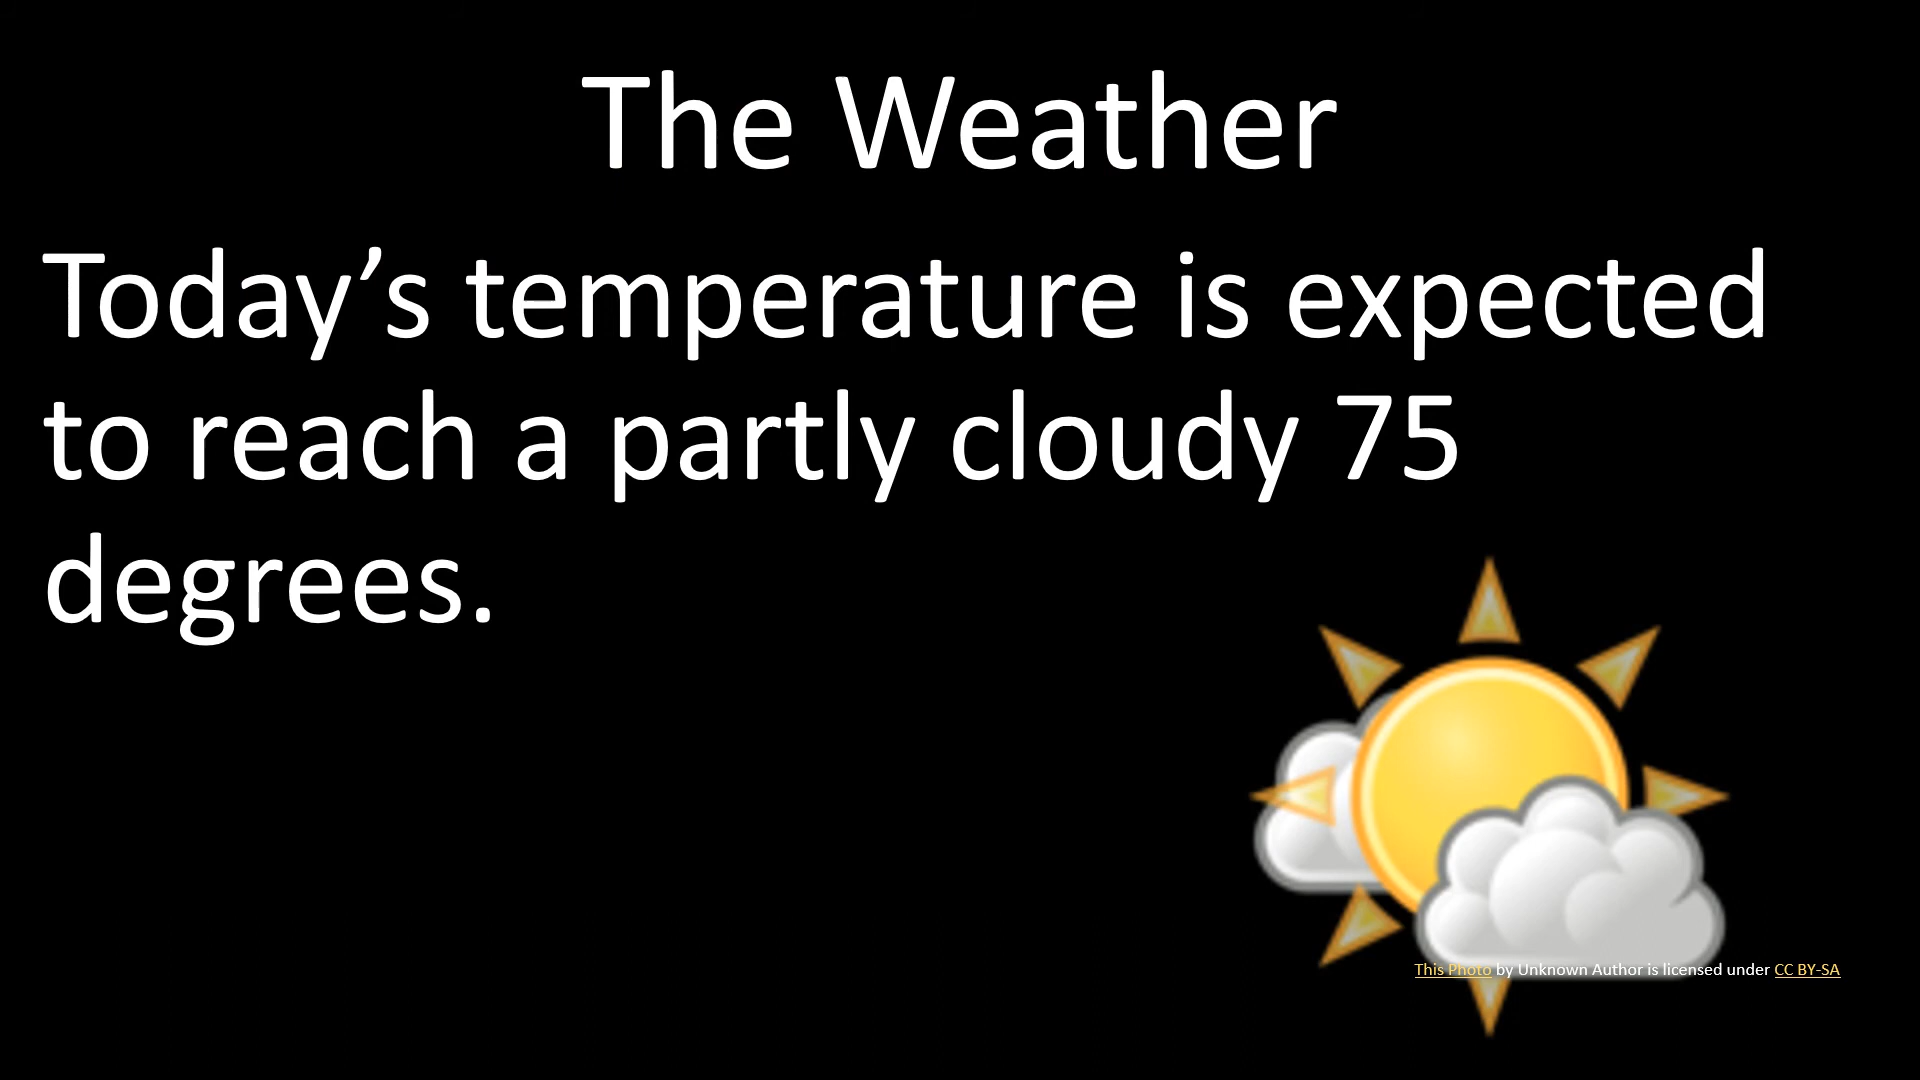 The Weather
Today’s temperature is expected
to reach a partly cloudy 75
degrees.
This Photo by Unknown Author is licensed under CC BY-SA